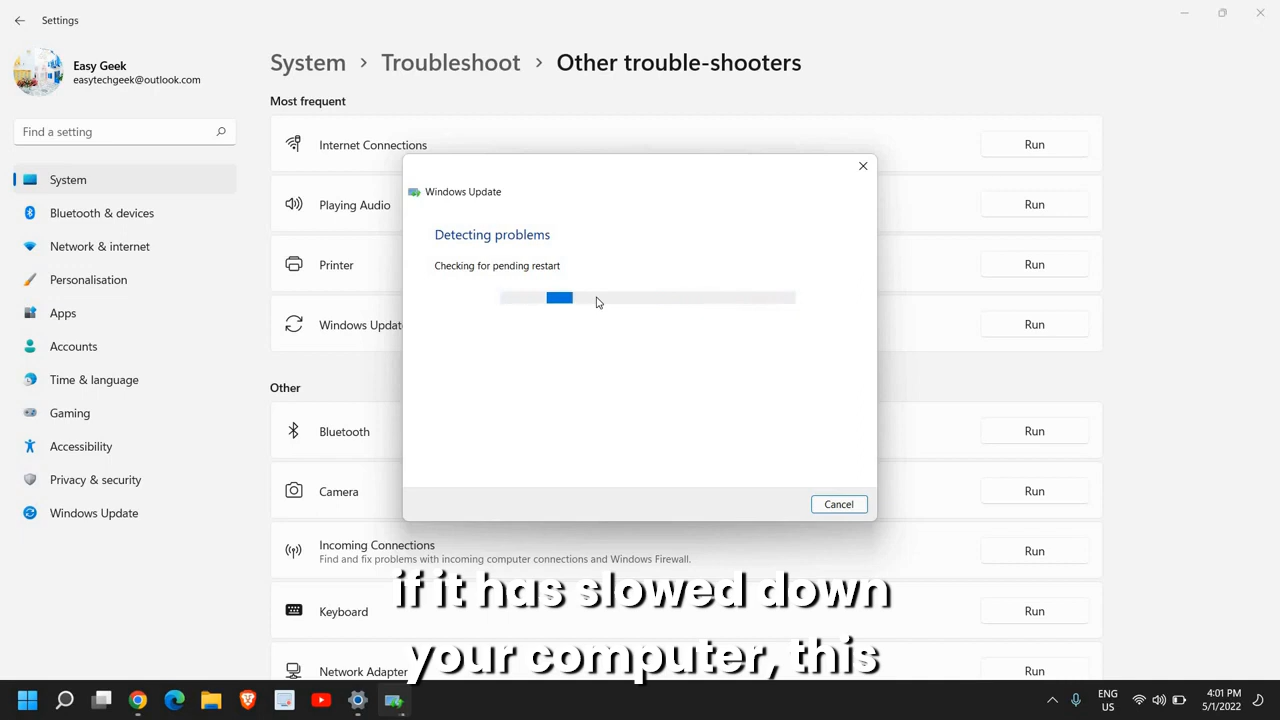 Settings
Easy Geek
easytechgeek@outlook.com
Find a setting
System
Bluetooth & devices
Network & internet
Personalisation
Apps
Accounts
Time & language
Gaming
Accessibility
Privacy & security
Windows Update
System > Troubleshoot > Other trouble-shooters
Most frequent
Internet Connections
Run
Playing Audio
Run
Printer
Run
Windows Updat
Run
Windows Update
Detecting problems
Checking for pending restart
Cancel
Other
Bluetooth
Run
Camera
Run
Incoming Connections
Find and fix problems with incoming computer connections and Windows Firewall.
Run
Keyboard
Run
Network Adapter
Run
if it has slowed down
your computer, this
ENG
US
4:01 PM
5/1/2022